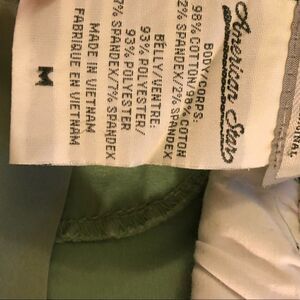 American Star
BODY/CORPS:
98% COTTON/98% COTON
2% SPANDEX/2% SPANDEX
BELLY/VENTRE:
93% POLYESTER/
93% POLYESTER
7% SPANDEX/7% SPANDEX
MADE IN VIETNAM
FABRIQUE EN VIETNAM
M